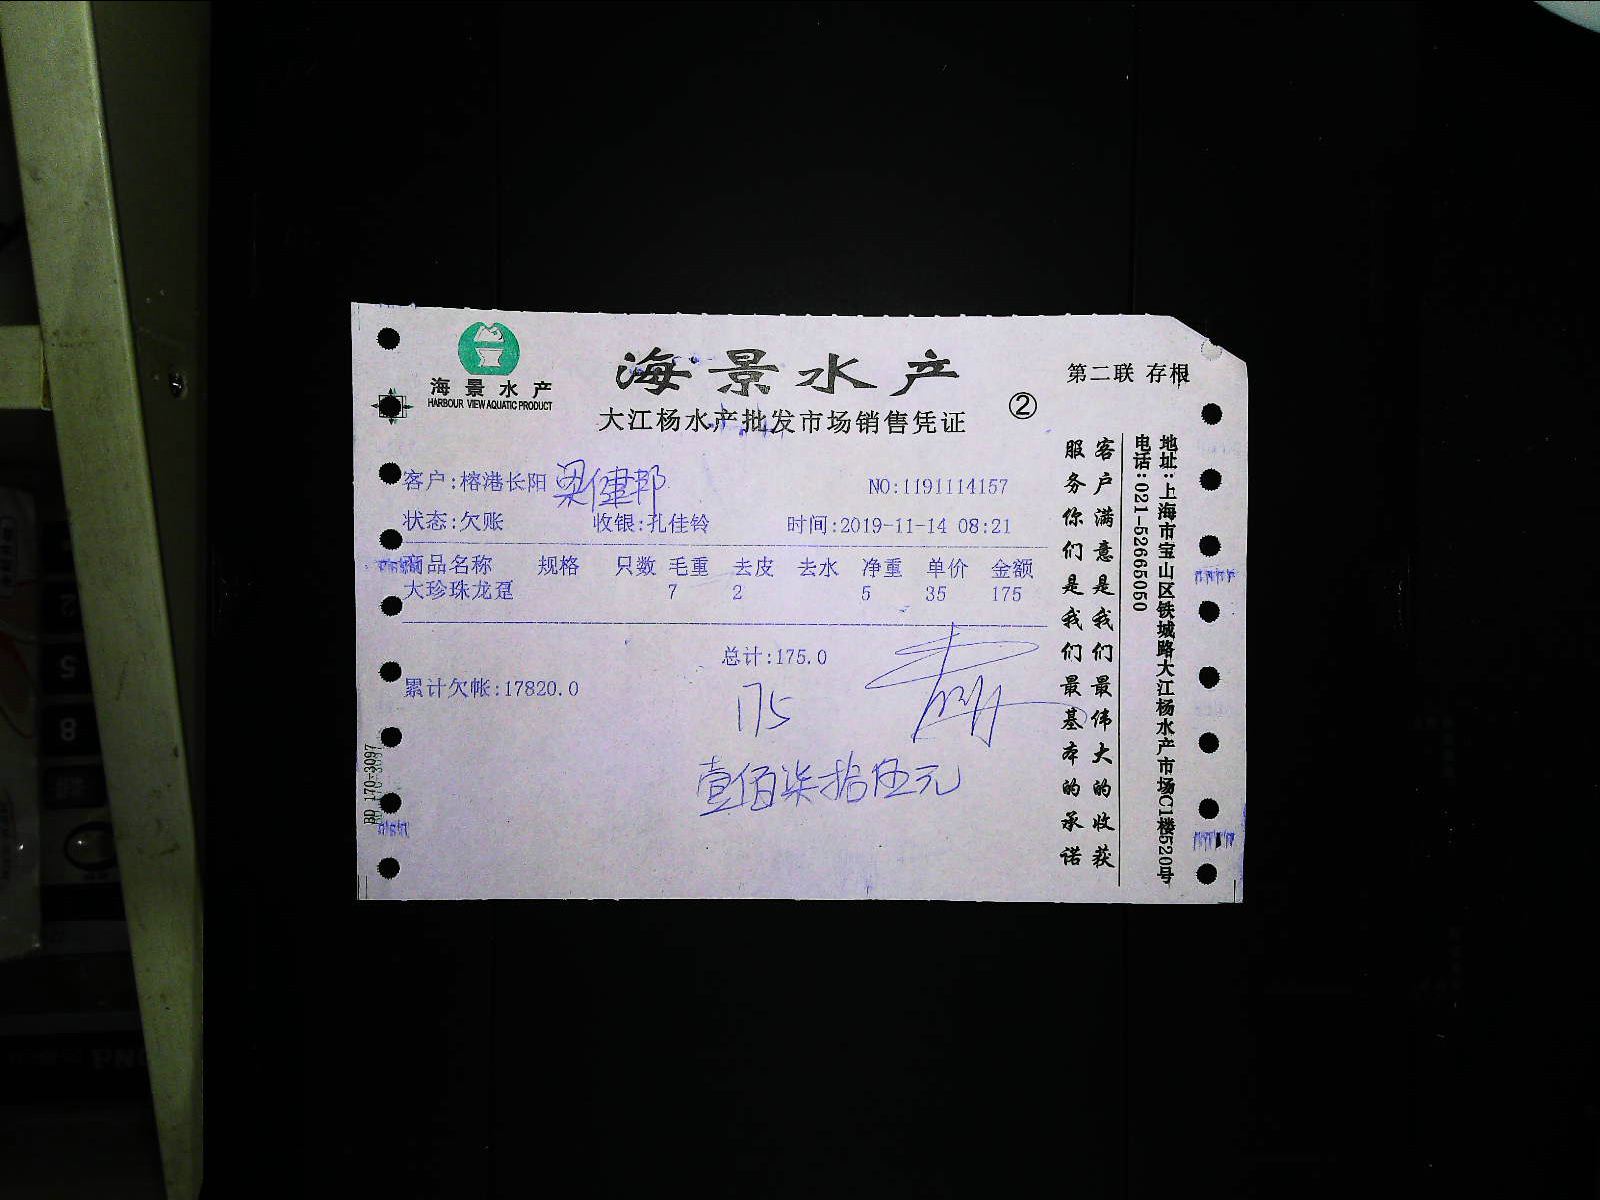 海景水产
HARBOUR VIEW AQUATIC PRODUCT
海景水产
大江杨水产批发市场销售凭证
②
第二联 存根
客户:榕港长阳 梁健邦
NO:1191114157
状态:欠账 收银:孔佳铃 时间:2019-11-14 08:21
商品名称 规格 只数 毛重 去皮 去水 净重 单价 金额
大珍珠龙趸 7 2 5 35 175
总计:175.0
累计欠帐:17820.0
175
壹佰柒拾伍元
客户满意是我们最伟大的收获
服务你们是我们最基本的承诺
地址:上海市宝山区铁城路大江杨水产市场C1楼520号
电话:021-52665050
BD 170-3097